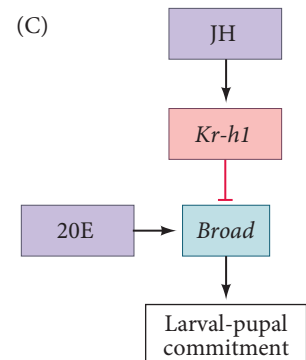 (C)
JH
Kr-h1
20E
Broad
Larval-pupal
commitment